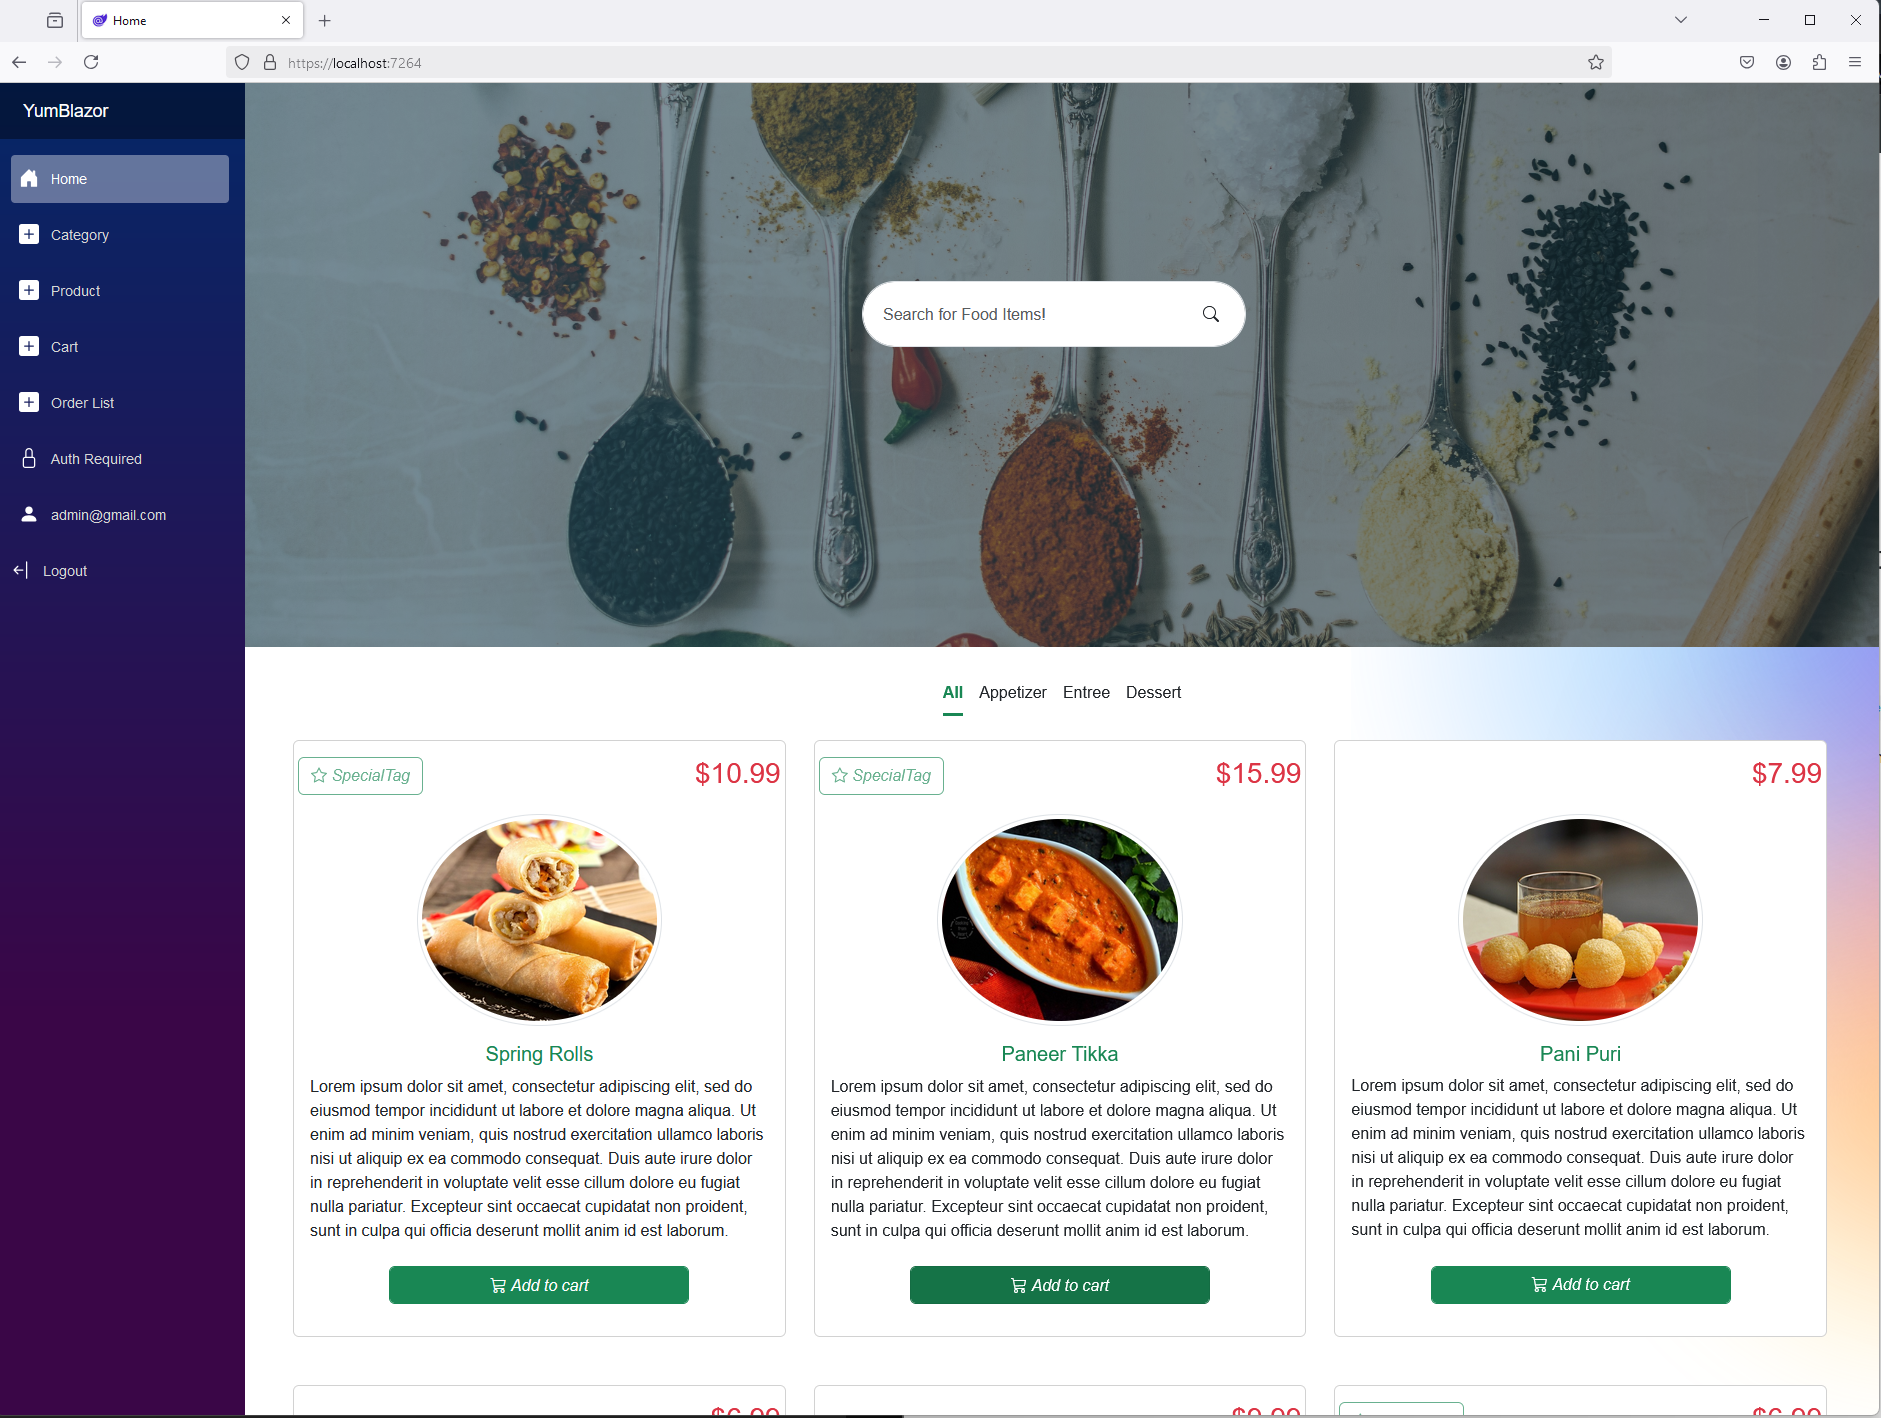 Home
https://localhost:7264
YumBlazor
Home
Category
Product
Cart
Order List
Auth Required
admin@gmail.com
Logout
Search for Food Items!
All Appetizer Entree Dessert
SpecialTag
$10.99
Spring Rolls
Lorem ipsum dolor sit amet, consectetur adipiscing elit, sed do
eiusmod tempor incididunt ut labore et dolore magna aliqua. Ut
enim ad minim veniam, quis nostrud exercitation ullamco laboris
nisi ut aliquip ex ea commodo consequat. Duis aute irure dolor
in reprehenderit in voluptate velit esse cillum dolore eu fugiat
nulla pariatur. Excepteur sint occaecat cupidatat non proident,
sunt in culpa qui officia deserunt mollit anim id est laborum.
Add to cart
SpecialTag
$15.99
Paneer Tikka
Lorem ipsum dolor sit amet, consectetur adipiscing elit, sed do
eiusmod tempor incididunt ut labore et dolore magna aliqua. Ut
enim ad minim veniam, quis nostrud exercitation ullamco laboris
nisi ut aliquip ex ea commodo consequat. Duis aute irure dolor
in reprehenderit in voluptate velit esse cillum dolore eu fugiat
nulla pariatur. Excepteur sint occaecat cupidatat non proident,
sunt in culpa qui officia deserunt mollit anim id est laborum.
Add to cart
$7.99
Pani Puri
Lorem ipsum dolor sit amet, consectetur adipiscing elit, sed do
eiusmod tempor incididunt ut labore et dolore magna aliqua. Ut
enim ad minim veniam, quis nostrud exercitation ullamco laboris
nisi ut aliquip ex ea commodo consequat. Duis aute irure dolor
in reprehenderit in voluptate velit esse cillum dolore eu fugiat
nulla pariatur. Excepteur sint occaecat cupidatat non proident,
sunt in culpa qui officia deserunt mollit anim id est laborum.
Add to cart